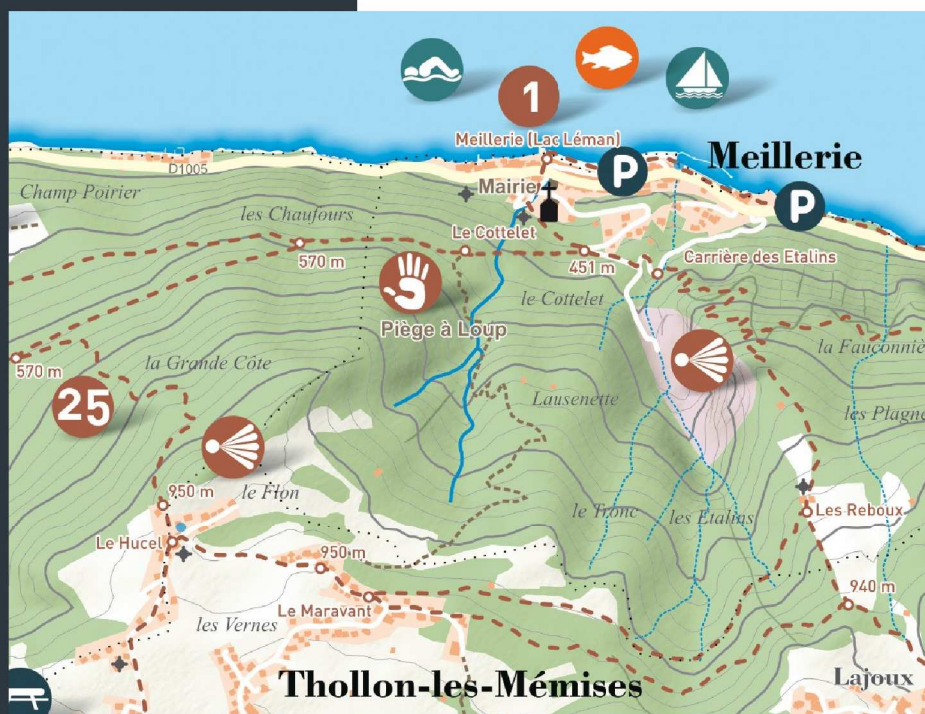 1
Meillerie (Lac Léman)
Meillerie
D1005
P
Champ Poirier
Mairie
P
les Chaufours
Le Cottelet
570 m
451 m
Carrière des Etalins
le Cottelet
Piège à Loup
la Fauconniè
570 m
la Grande Côte
25
Lausenette
les Plagne
950 m
le Flon
le Tronc
les Etalins
Les Reboux
Le Hucel
950 m
940 m
Le Maravant
les Vernes
Thollon-les-Mémises
Lajoux